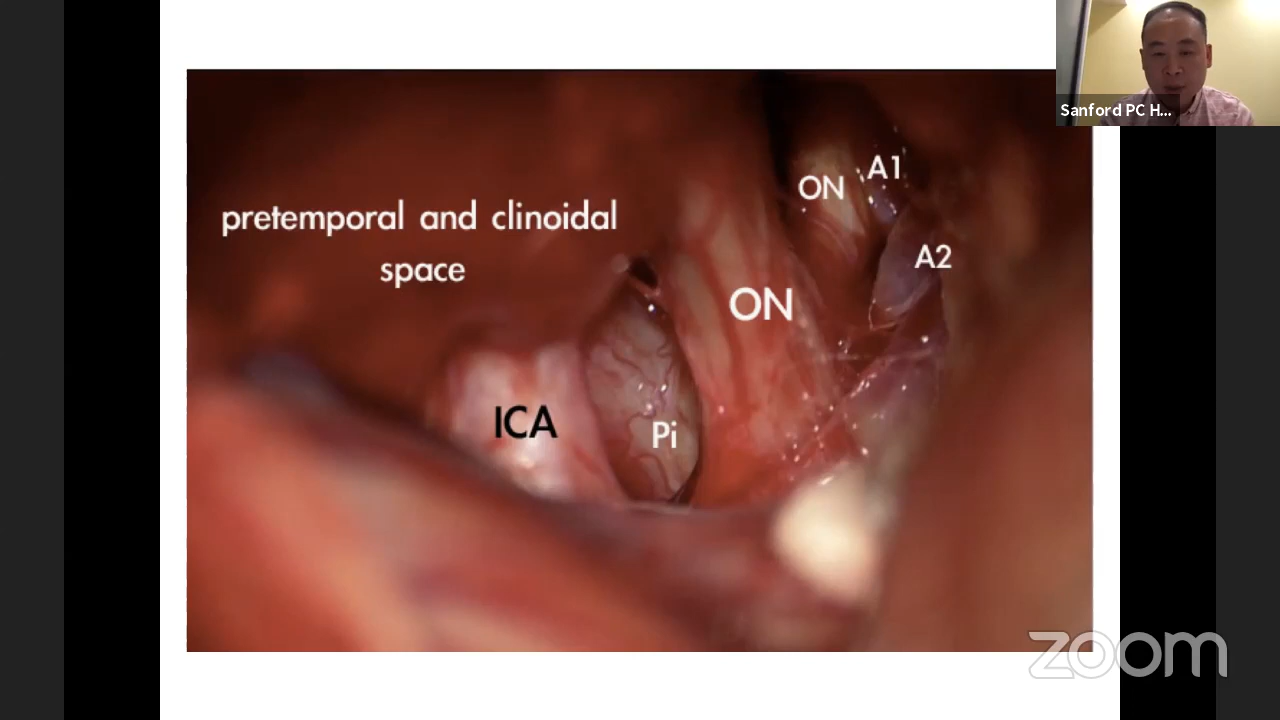 Sanford PC H...
A1
ON
pretemporal and clinoidal
space
A2
ON
ICA
Pi
zoom